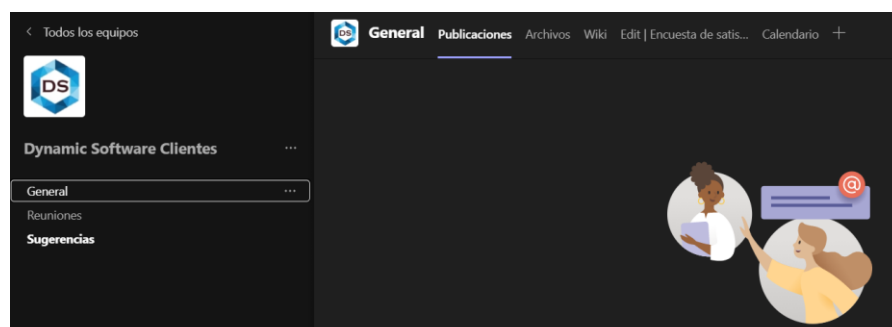 Todos los equipos
DS
Dynamic Software Clientes
General
Reuniones
Sugerencias
DS General Publicaciones Archivos Wiki Edit | Encuesta de satis... Calendario +
@